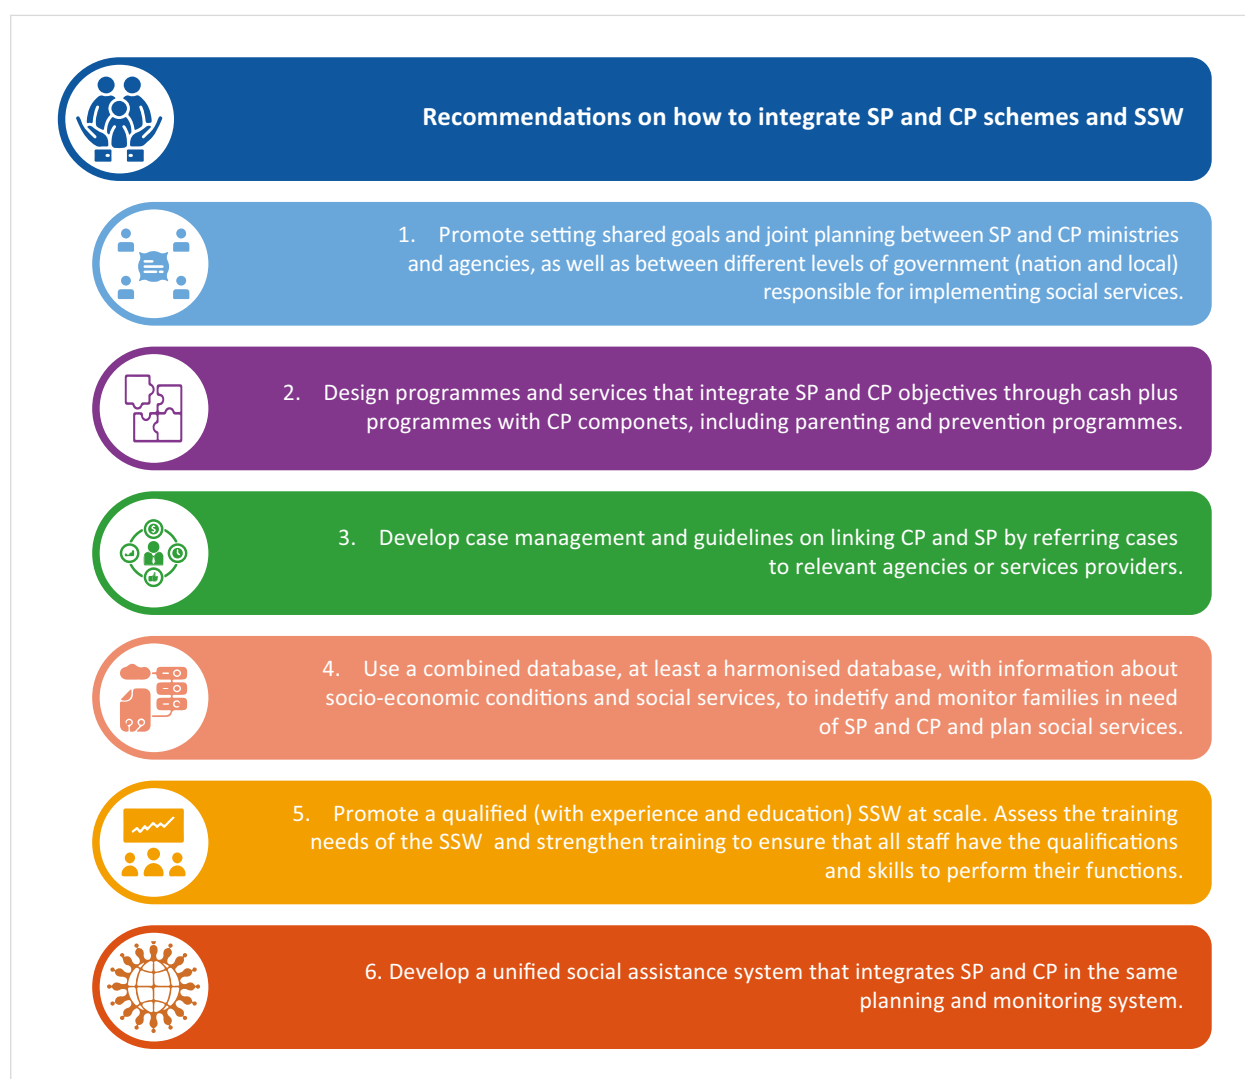 Recommendations on how to integrate SP and CP schemes and SSW
1. Promote setting shared goals and joint planning between SP and CP ministries
and agencies, as well as between different levels of government (nation and local)
responsible for implementing social services.
2. Design programmes and services that integrate SP and CP objectives through cash plus
programmes with CP componets, including parenting and prevention programmes.
3. Develop case management and guidelines on linking CP and SP by referring cases
to relevant agencies or services providers.
4. Use a combined database, at least a harmonised database, with information about
socio-economic conditions and social services, to indetify and monitor families in need
of SP and CP and plan social services.
5. Promote a qualified (with experience and education) SSW at scale. Assess the training
needs of the SSW and strengthen training to ensure that all staff have the qualifications
and skills to perform their functions.
6. Develop a unified social assistance system that integrates SP and CP in the same
planning and monitoring system.